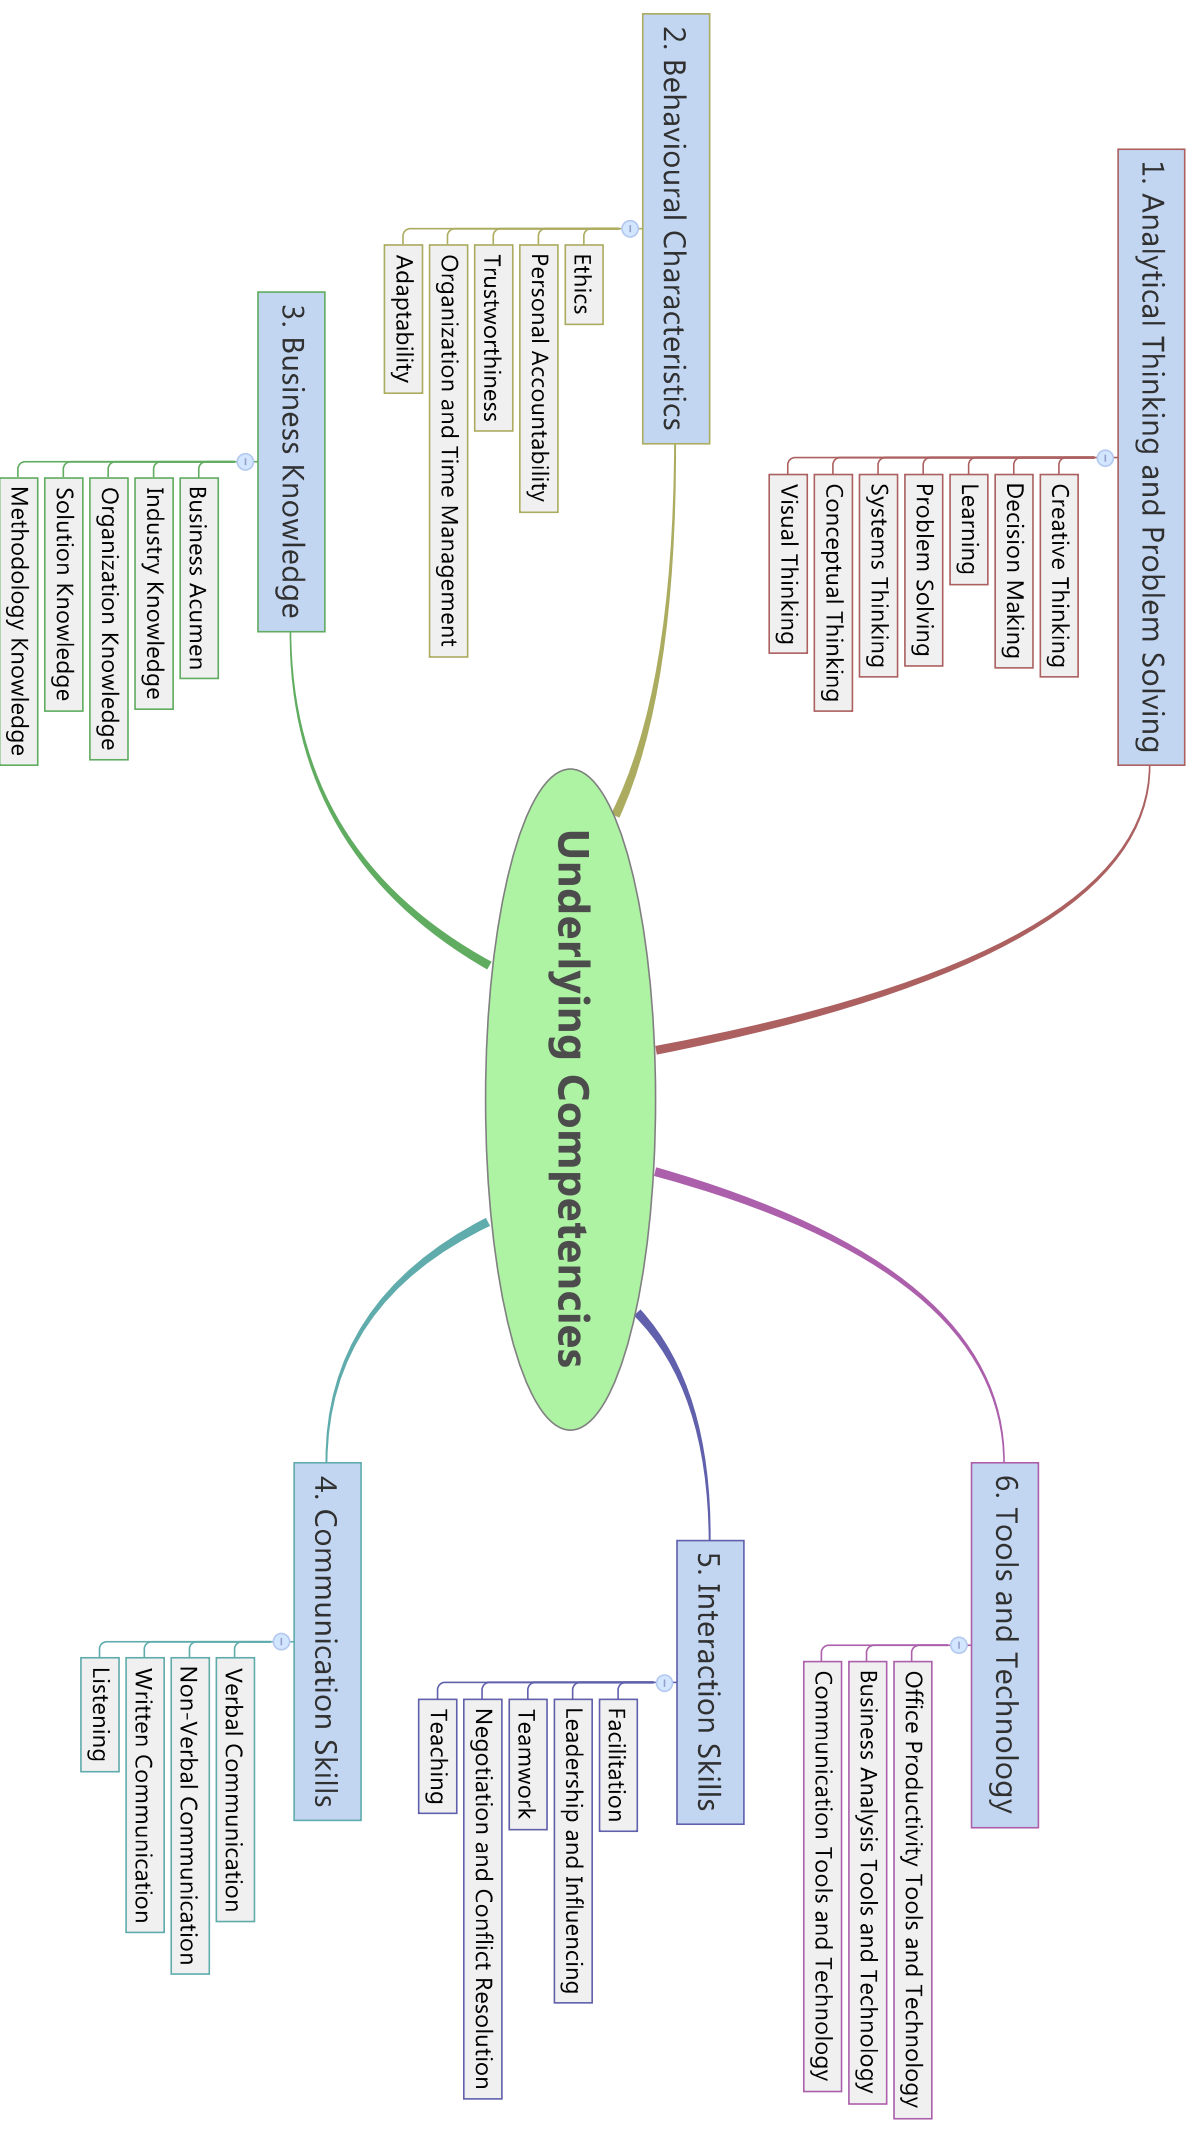 Underlying Competencies
1. Analytical Thinking and Problem Solving
Creative Thinking
Decision Making
Learning
Problem Solving
Systems Thinking
Conceptual Thinking
Visual Thinking
2. Behavioural Characteristics
Ethics
Personal Accountability
Trustworthiness
Organization and Time Management
Adaptability
3. Business Knowledge
Business Acumen
Industry Knowledge
Organization Knowledge
Solution Knowledge
Methodology Knowledge
4. Communication Skills
Verbal Communication
Non-Verbal Communication
Written Communication
Listening
5. Interaction Skills
Facilitation
Leadership and Influencing
Teamwork
Negotiation and Conflict Resolution
Teaching
6. Tools and Technology
Office Productivity Tools and Technology
Business Analysis Tools and Technology
Communication Tools and Technology